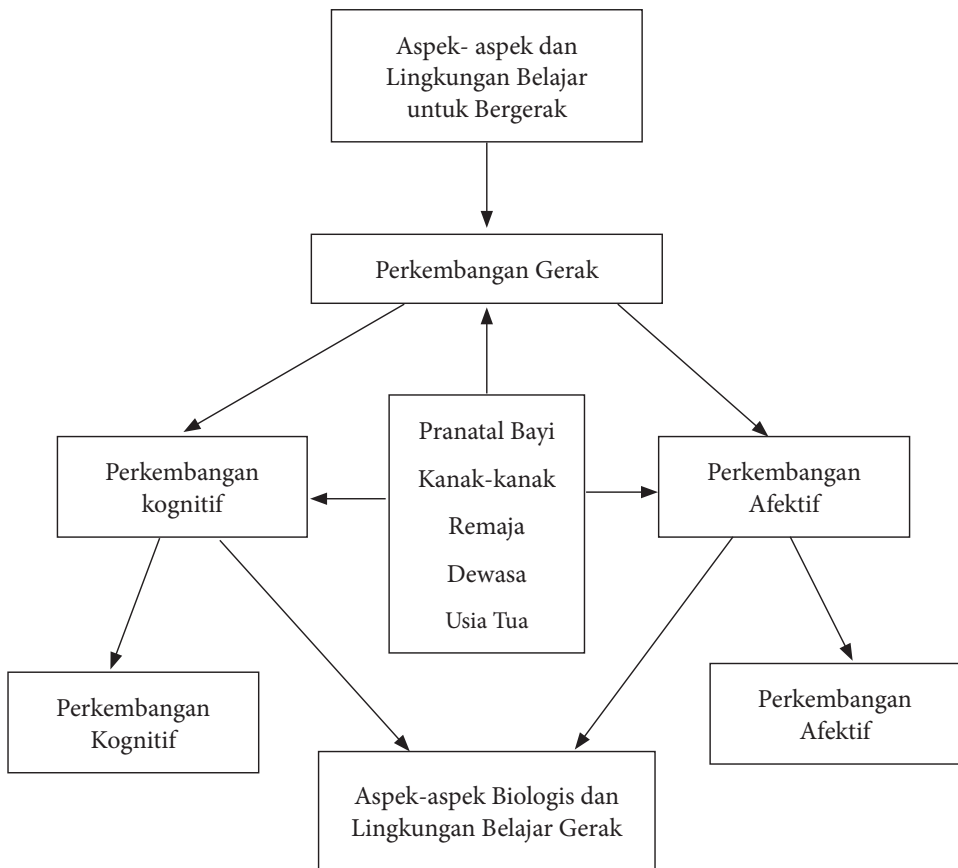 Aspek- aspek dan
Lingkungan Belajar
untuk Bergerak
Perkembangan Gerak
Perkembangan
kognitif
Pranatal Bayi
Kanak-kanak
Remaja
Dewasa
Usia Tua
Perkembangan
Afektif
Perkembangan
Kognitif
Aspek-aspek Biologis dan
Lingkungan Belajar Gerak
Perkembangan
Afektif